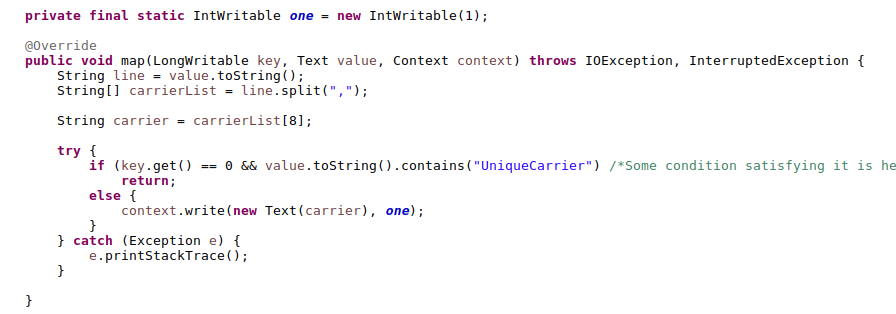 private final static IntWritable one = new IntWritable(1);
@Override
public void map(LongWritable key, Text value, Context context) throws IOException, InterruptedException {
String line = value.toString();
String[] carrierList = line.split(",");
String carrier = carrierList[8];
try {
if (key.get() == 0 && value.toString().contains("UniqueCarrier") /*Some condition satisfying it is he
return;
else {
context.write(new Text(carrier), one);
}
} catch (Exception e) {
e.printStackTrace();
}
}